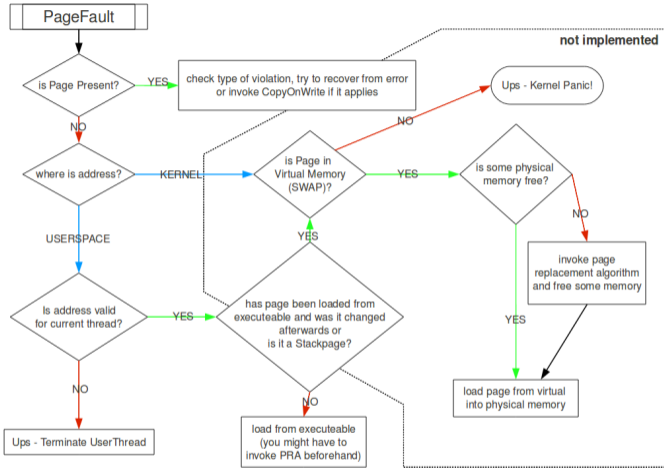 PageFault
not implemented
is Page Present?
YES
check type of violation, try to recover from error
or invoke CopyOnWrite if it applies
Ups - Kernel Panic!
NO
NO
where is address?
KERNEL
is Page in
Virtual Memory
(SWAP)?
YES
is some physical
memory free?
NO
USERSPACE
YES
invoke page
replacement algorithm
and free some memory
Is address valid
for current thread?
YES
has page been loaded from
executeable and was it changed
afterwards or
is it a Stackpage?
YES
NO
NO
load page from virtual
into physical memory
Ups - Terminate UserThread
load from executeable
(you might have to
invoke PRA beforehand)